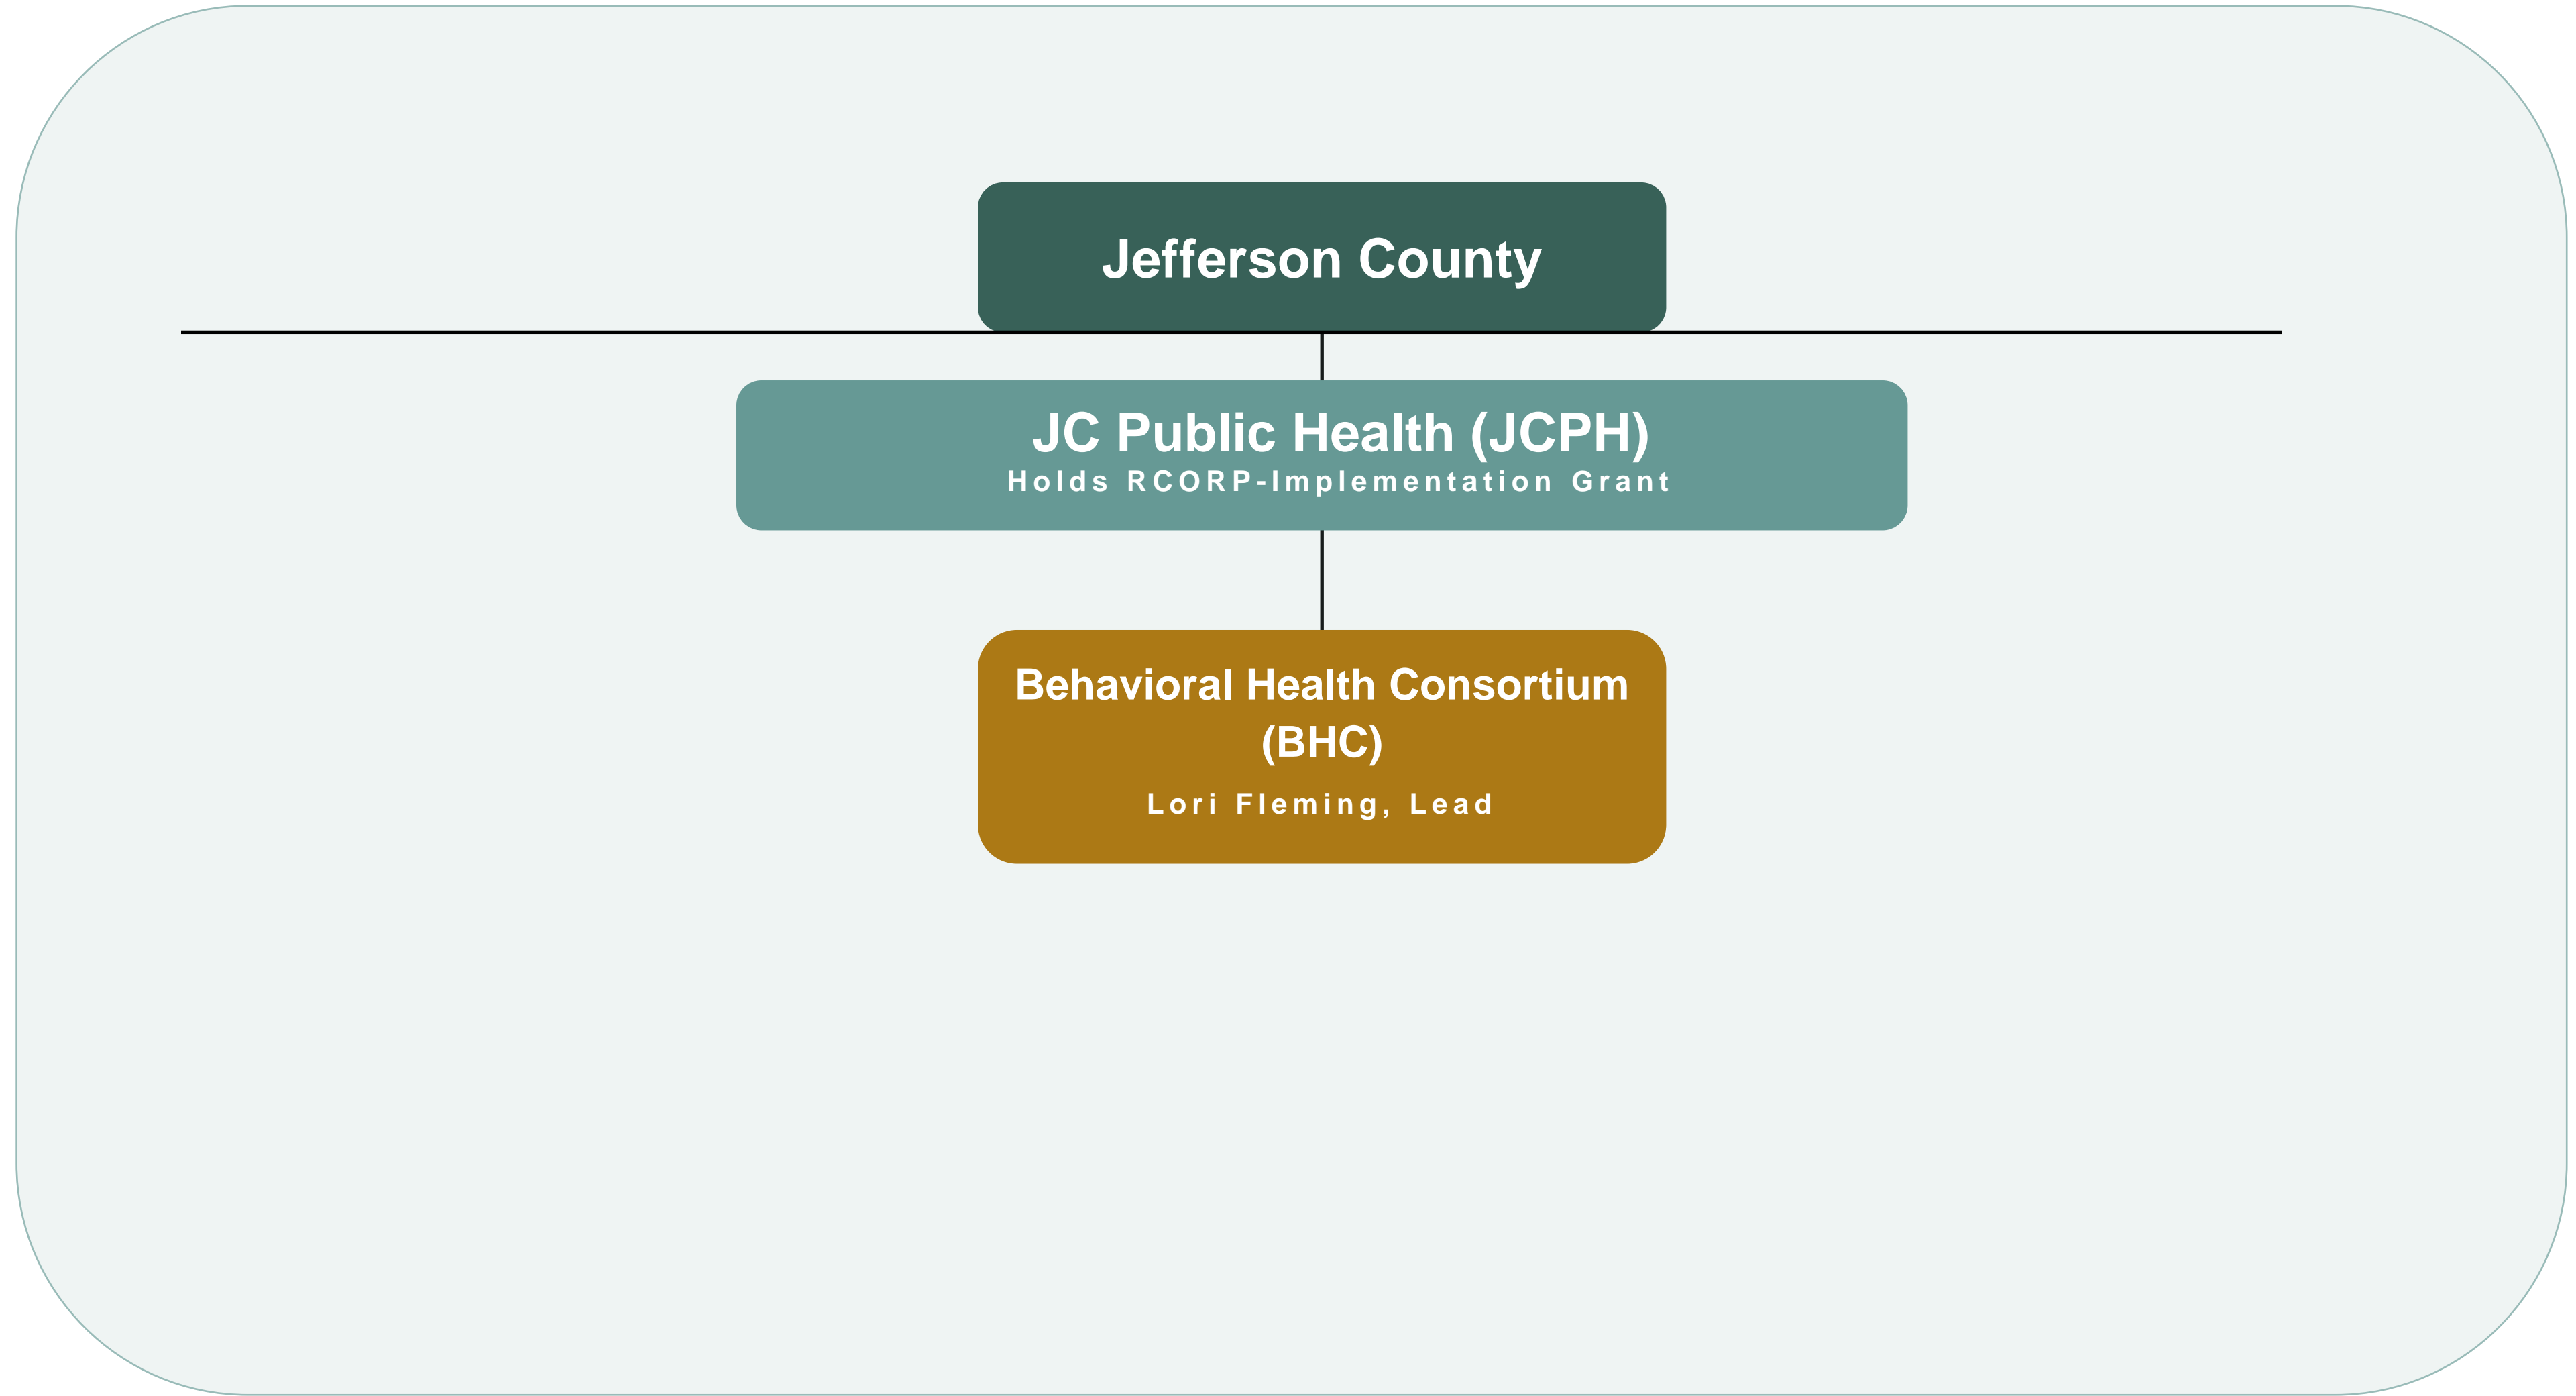 Jefferson County
JC Public Health (JCPH)
Holds RCORP-Implementation Grant
Behavioral Health Consortium
(BHC)
Lori Fleming, Lead